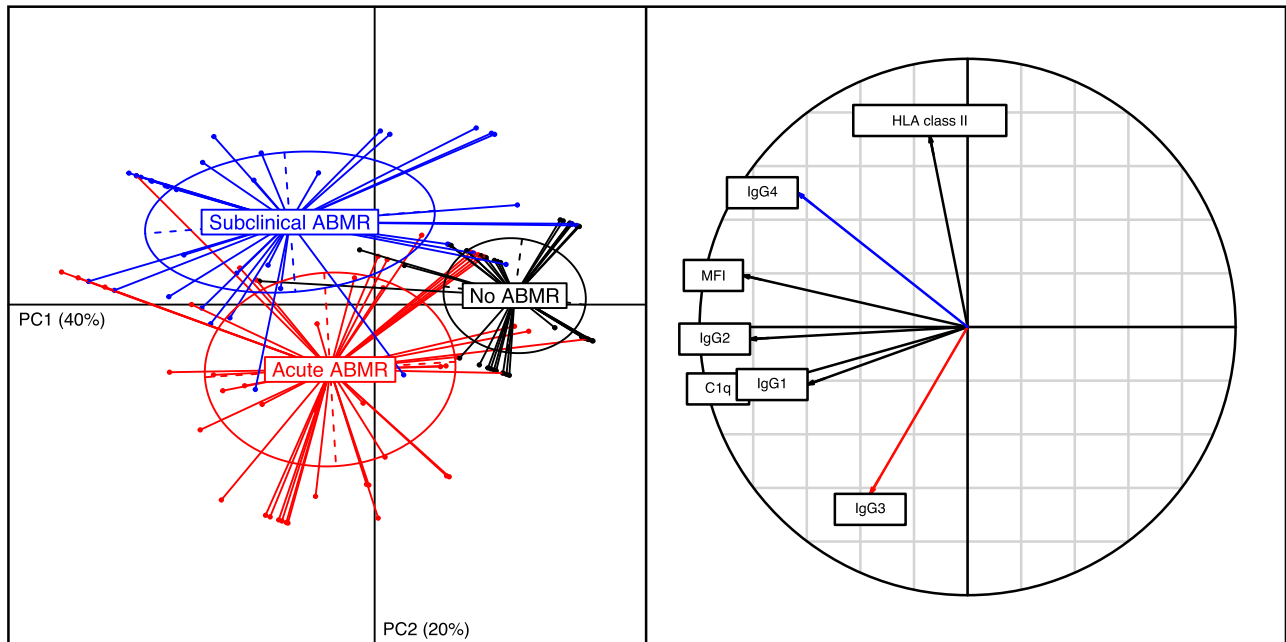 Subclinical ABMR
No ABMR
PC1 (40%)
Acute ABMR
PC2 (20%)
HLA class II
IgG4
MFI
IgG2
C1q
IgG1
IgG3